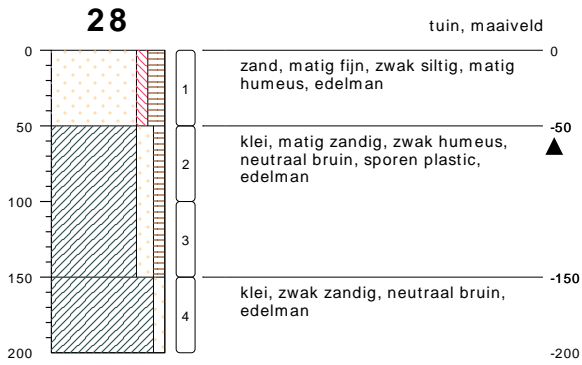 28
tuin, maaiveld
0
50
100
150
200
1
2
3
4
0
zand, matig fijn, zwak siltig, matig
humeus, edelman
-50
klei, matig zandig, zwak humeus,
neutraal bruin, sporen plastic,
edelman
-150
klei, zwak zandig, neutraal bruin,
edelman
-200